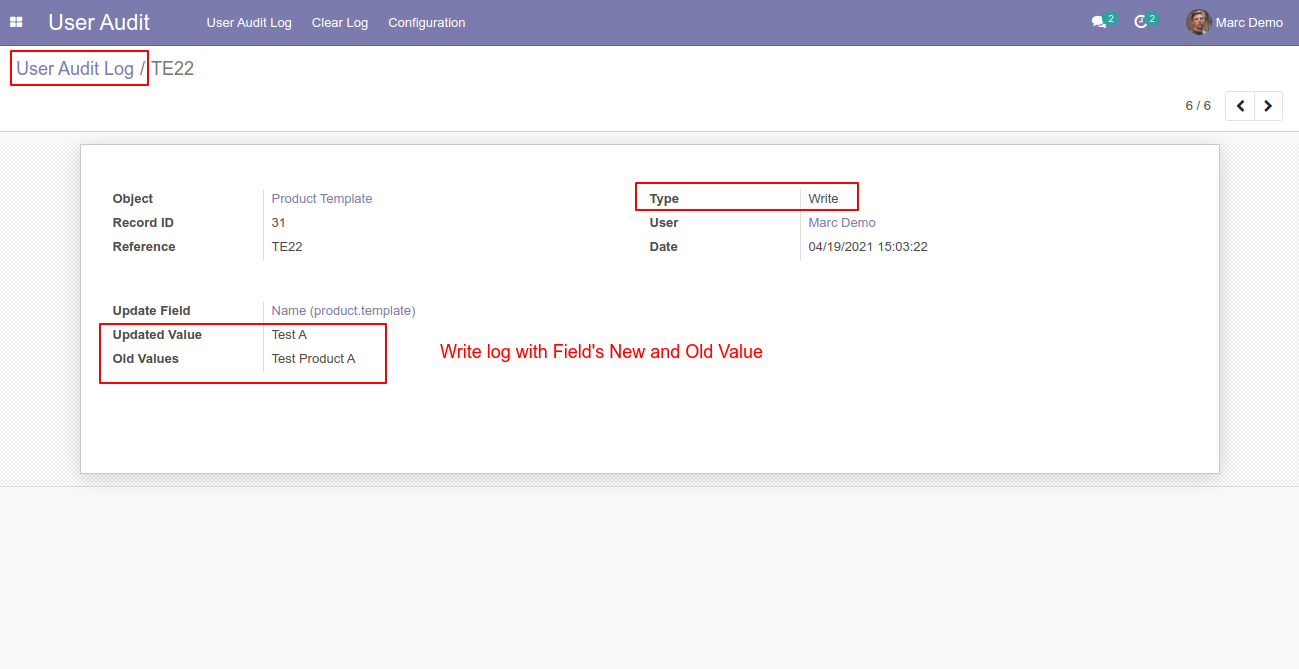 User Audit User Audit Log Clear Log Configuration 2 2 Marc Demo
User Audit Log / TE22
6 / 6
Object Product Template Type Write
Record ID 31 User Marc Demo
Reference TE22 Date 04/19/2021 15:03:22
Update Field Name (product.template)
Updated Value Test A
Old Values Test Product A
Write log with Field's New and Old Value